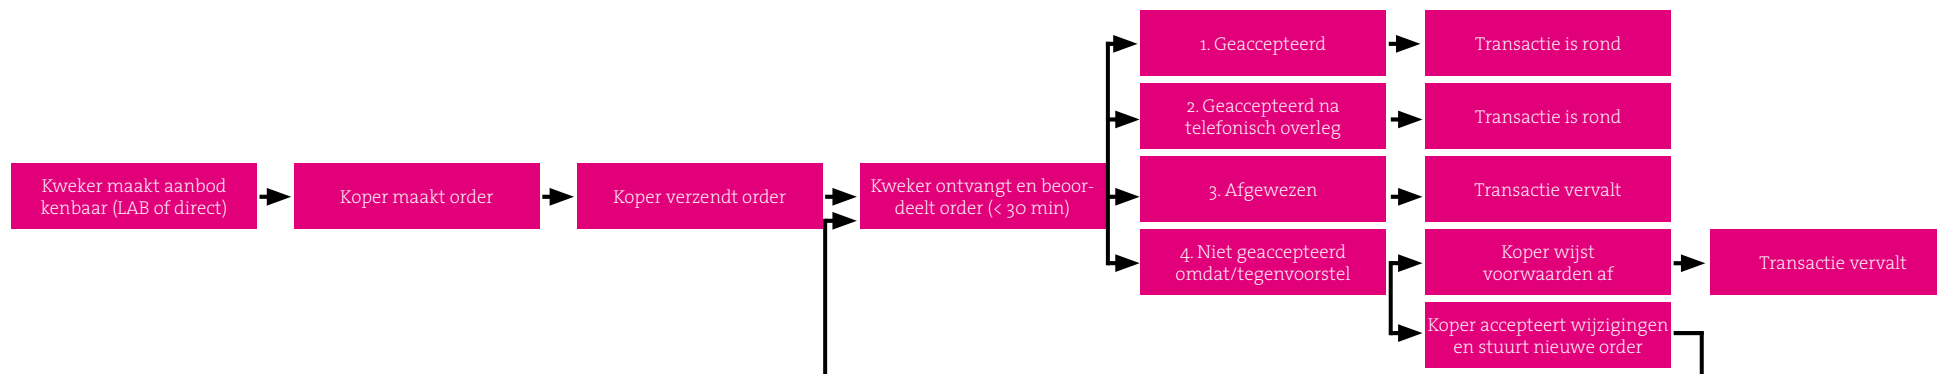 Kweker maakt aanbod
kenbaar (LAB of direct)
Koper maakt order
Koper verzendt order
Kweker ontvangt en beoor-
deelt order (< 30 min)
1. Geaccepteerd
Transactie is rond
2. Geaccepteerd na
telefonisch overleg
Transactie is rond
3. Afgewezen
Transactie vervalt
4. Niet geaccepteerd
omdat/tegenvoorstel
Koper wijst
voorwaarden af
Transactie vervalt
Koper accepteert wijzigingen
en stuurt nieuwe order